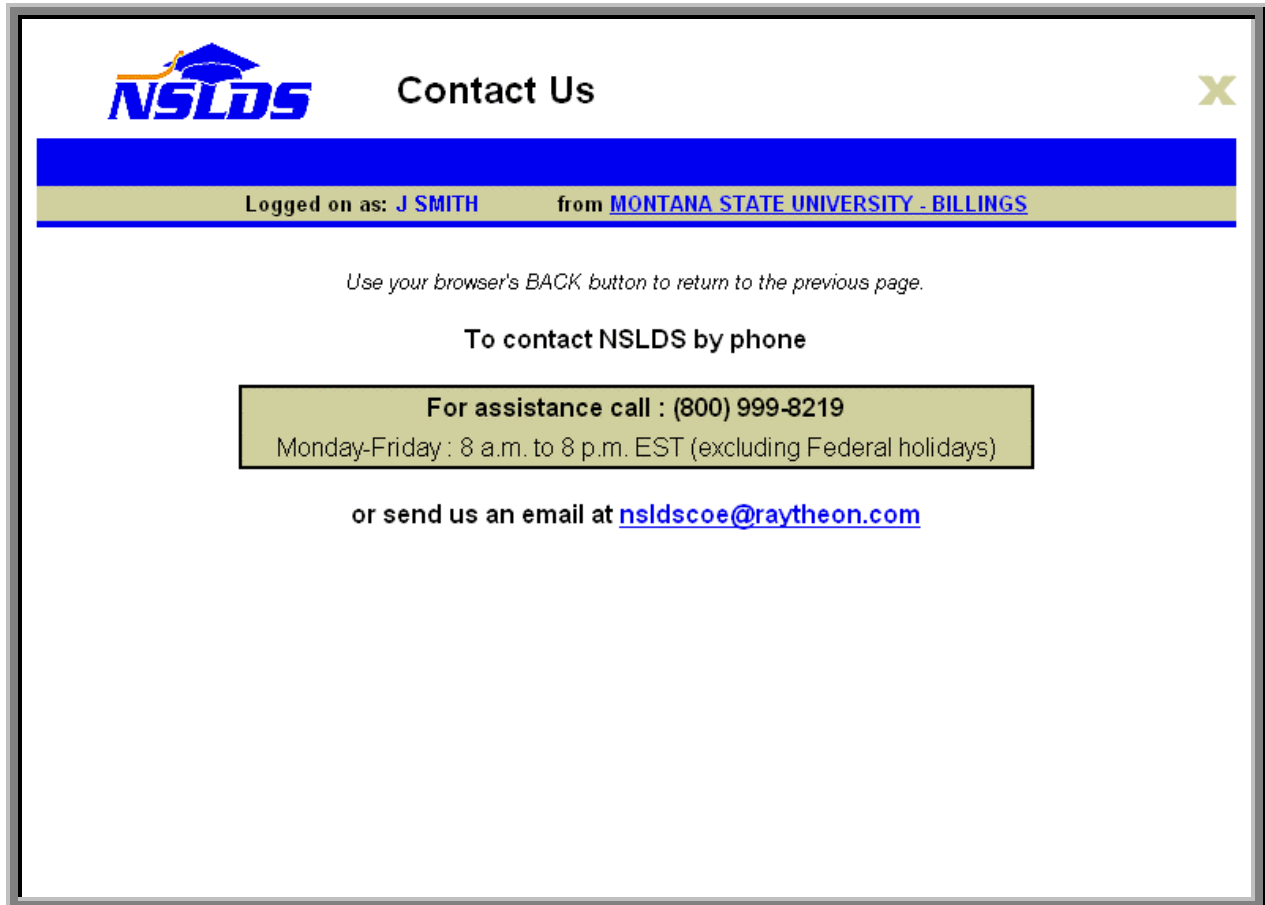 NSLDS
Contact Us
X
Logged on as: J SMITH from MONTANA STATE UNIVERSITY - BILLINGS
Use your browser's BACK button to return to the previous page.
To contact NSLDS by phone
For assistance call : (800) 999-8219
Monday-Friday : 8 a.m. to 8 p.m. EST (excluding Federal holidays)
or send us an email at nsldscoe@raytheon.com